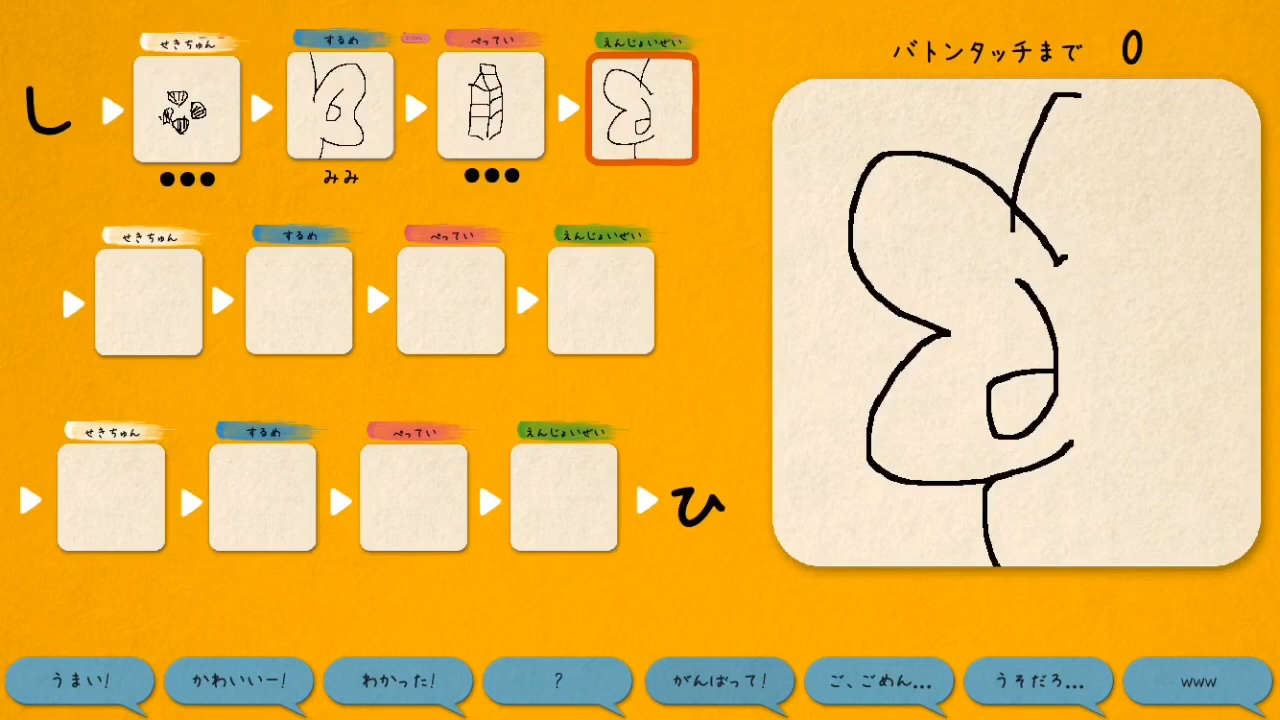 バトンタッチまで 0
し
せきちゅん するめ ぺってい えんじょいぜい
●●● みみ ●●●
せきちゅん するめ ぺってい えんじょいぜい
せきちゅん するめ ぺってい えんじょいぜい
ひ
うまい! かわいいー! わかった! ? がんばって! ご、ごめん... うそだろ... www